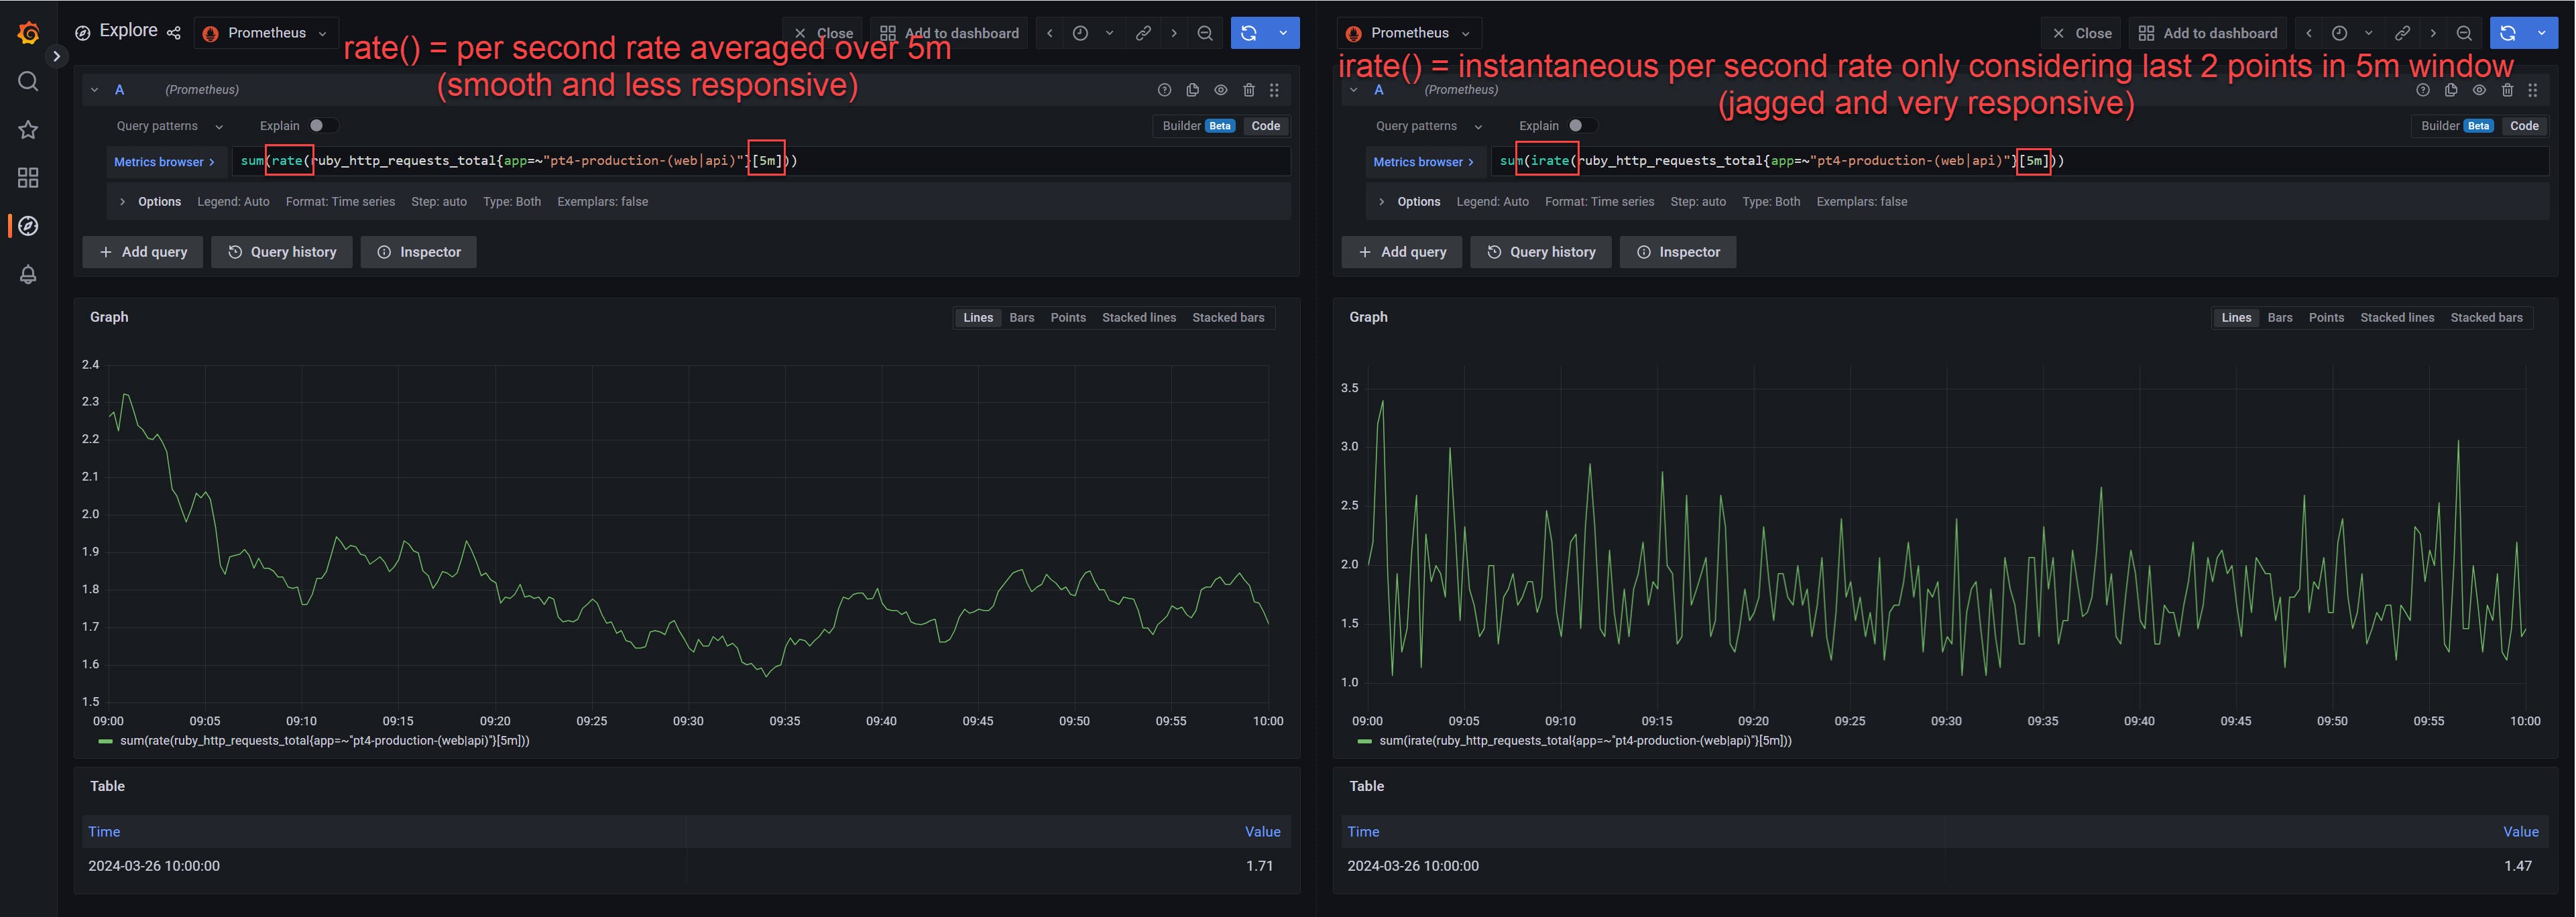 Explore
Prometheus
Close
Add to dashboard
rate() = per second rate averaged over 5m
(smooth and less responsive)
A
(Prometheus)
Query patterns
Explain
Builder
Beta
Code
Metrics browser
sum(rate(ruby_http_requests_total{app=~"pt4-production-(web|api)"}[5m]))
Options Legend: Auto Format: Time series Step: auto Type: Both Exemplars: false
Add query
Query history
Inspector
Graph
Lines Bars Points Stacked lines Stacked bars
2.4
2.3
2.2
2.1
2.0
1.9
1.8
1.7
1.6
1.5
09:00 09:05 09:10 09:15 09:20 09:25 09:30 09:35 09:40 09:45 09:50 09:55 10:00
sum(rate(ruby_http_requests_total{app=~"pt4-production-(web|api)"}[5m]))
Table
Time Value
2024-03-26 10:00:00 1.71
Prometheus
Close
Add to dashboard
irate() = instantaneous per second rate only considering last 2 points in 5m window
(jagged and very responsive)
A
(Prometheus)
Query patterns
Explain
Builder
Beta
Code
Metrics browser
sum(irate(ruby_http_requests_total{app=~"pt4-production-(web|api)"}[5m]))
Options Legend: Auto Format: Time series Step: auto Type: Both Exemplars: false
Add query
Query history
Inspector
Graph
Lines Bars Points Stacked lines Stacked bars
3.5
3.0
2.5
2.0
1.5
1.0
09:00 09:05 09:10 09:15 09:20 09:25 09:30 09:35 09:40 09:45 09:50 09:55 10:00
sum(irate(ruby_http_requests_total{app=~"pt4-production-(web|api)"}[5m]))
Table
Time Value
2024-03-26 10:00:00 1.47